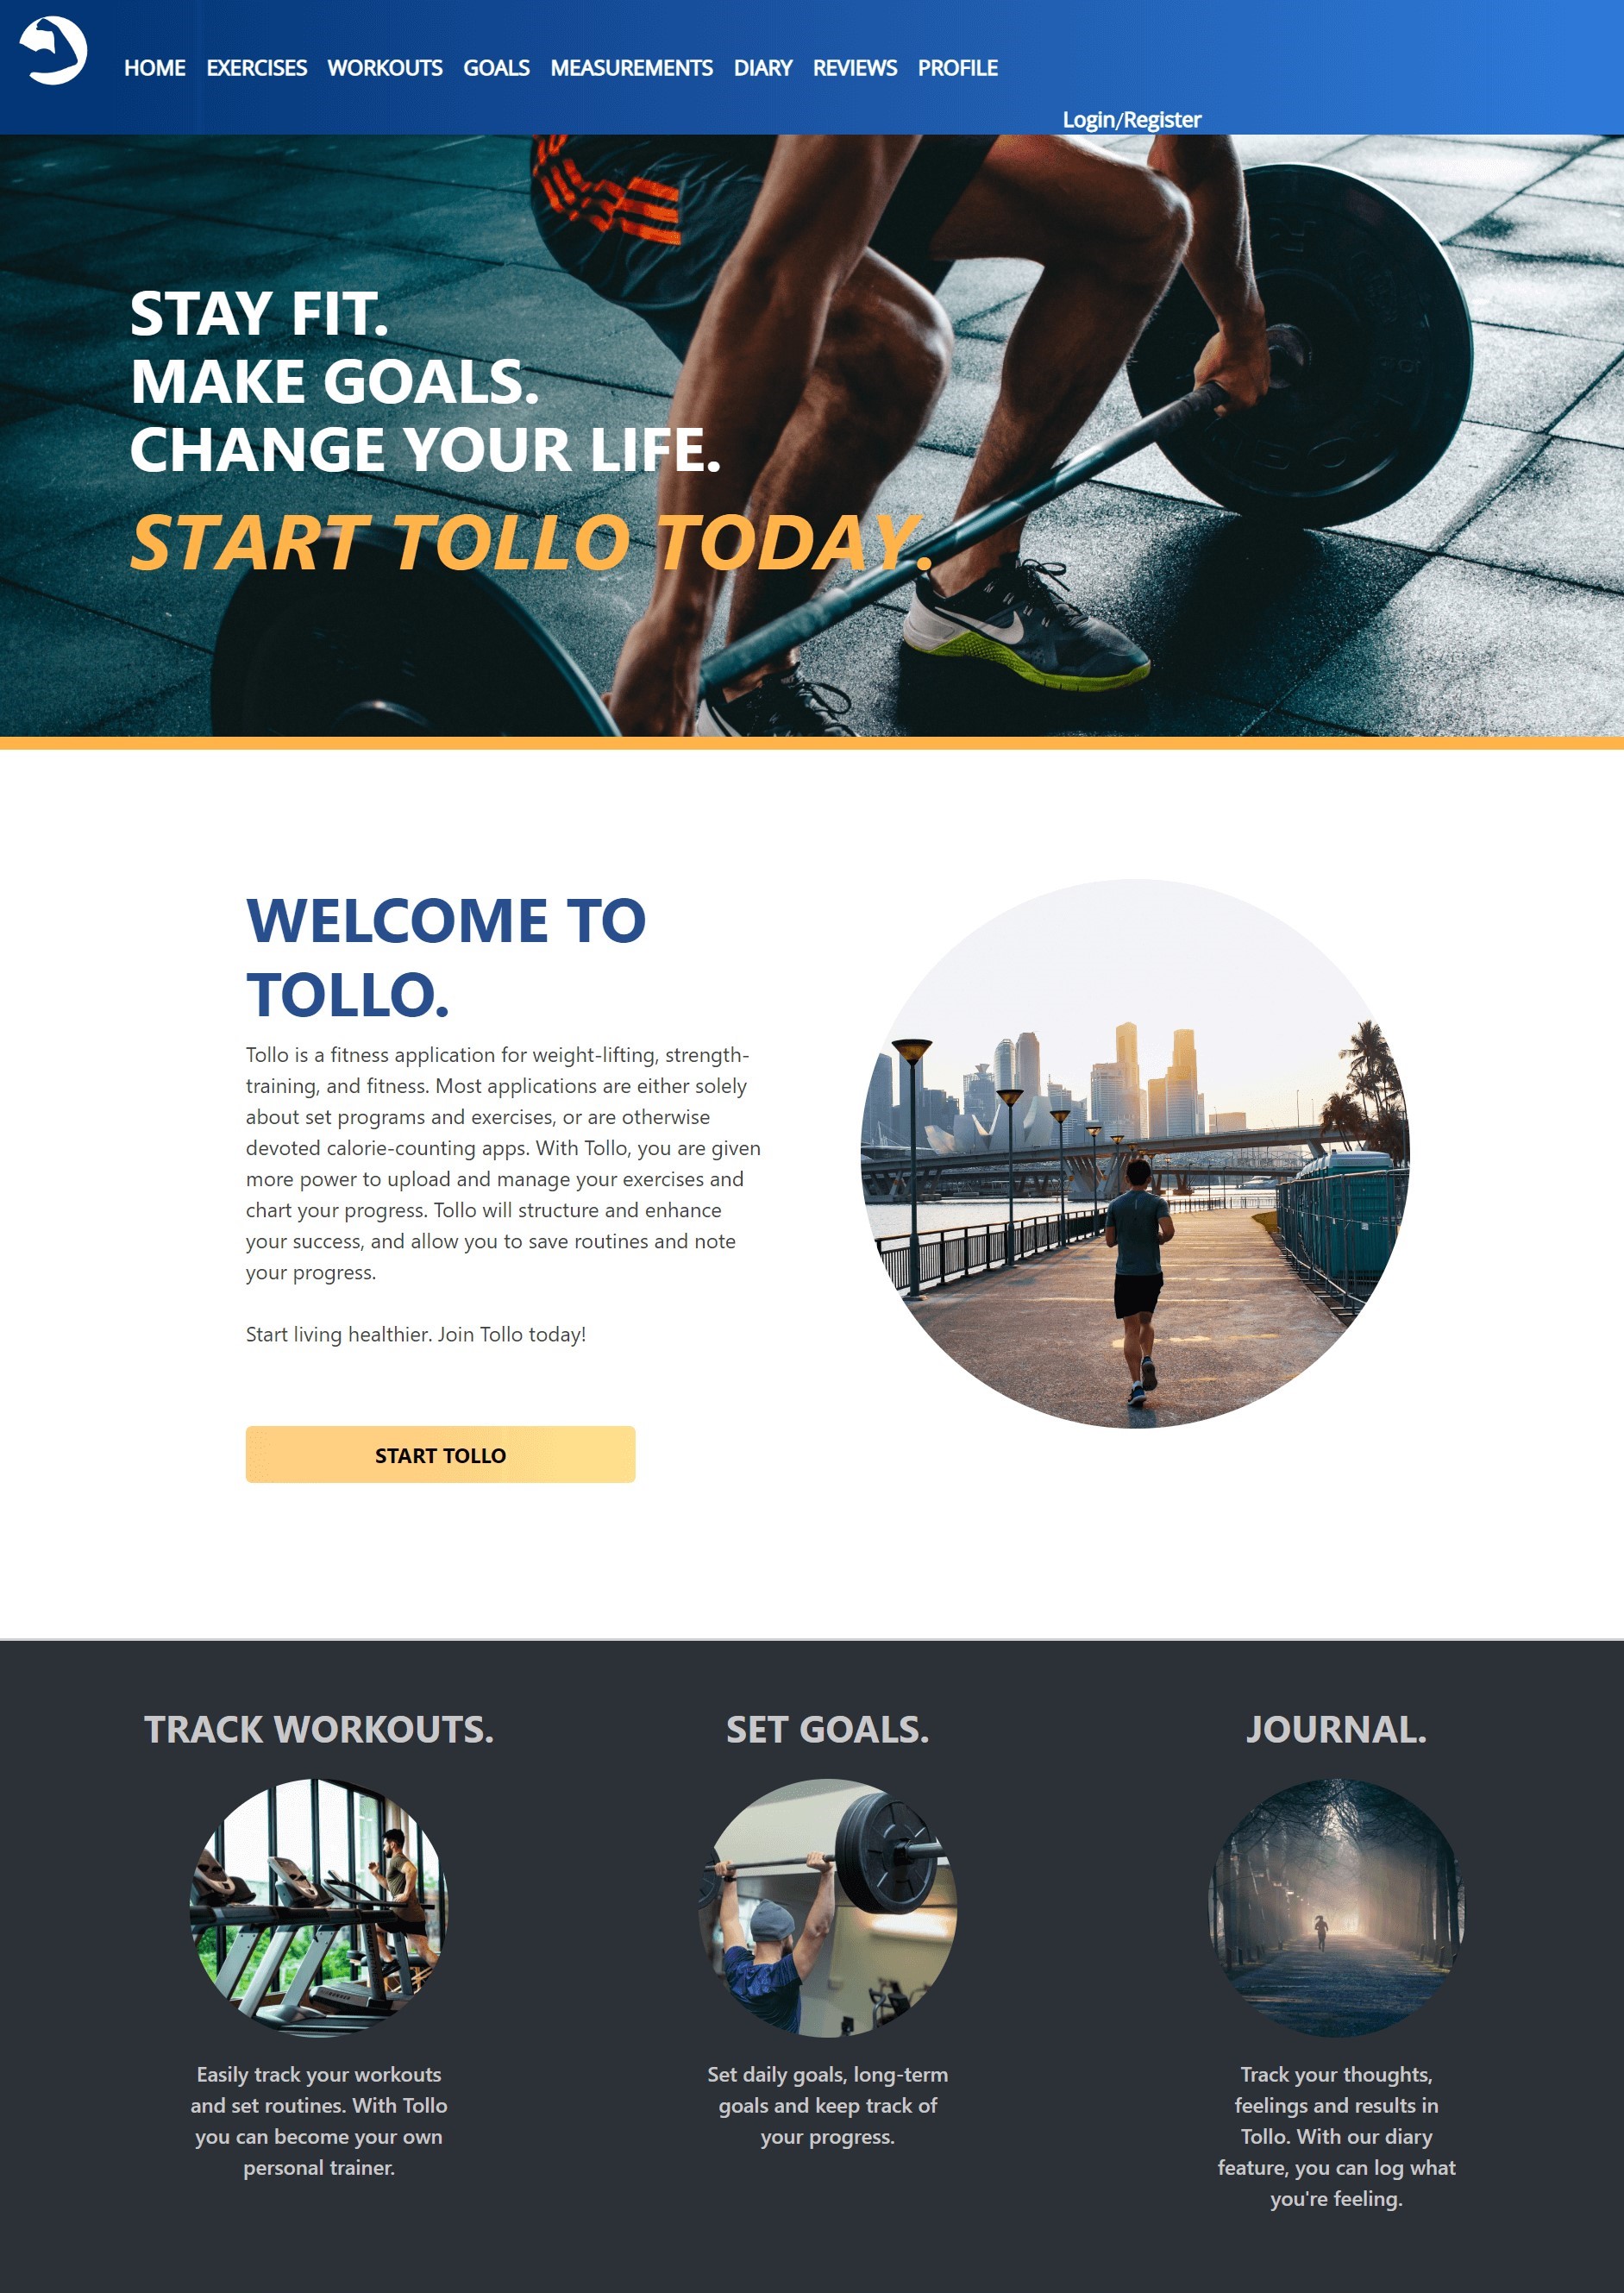 HOME EXERCISES WORKOUTS GOALS MEASUREMENTS DIARY REVIEWS PROFILE
Login/Register
STAY FIT.
MAKE GOALS.
CHANGE YOUR LIFE.
START TOLLO TODAY.
WELCOME TO
TOLLO.
Tollo is a fitness application for weight-lifting, strength-
training, and fitness. Most applications are either solely
about set programs and exercises, or are otherwise
devoted calorie-counting apps. With Tollo, you are given
more power to upload and manage your exercises and
chart your progress. Tollo will structure and enhance
your success, and allow you to save routines and note
your progress.
Start living healthier. Join Tollo today!
START TOLLO
TRACK WORKOUTS.
Easily track your workouts
and set routines. With Tollo
you can become your own
personal trainer.
SET GOALS.
Set daily goals, long-term
goals and keep track of
your progress.
JOURNAL.
Track your thoughts,
feelings and results in
Tollo. With our diary
feature, you can log what
you're feeling.